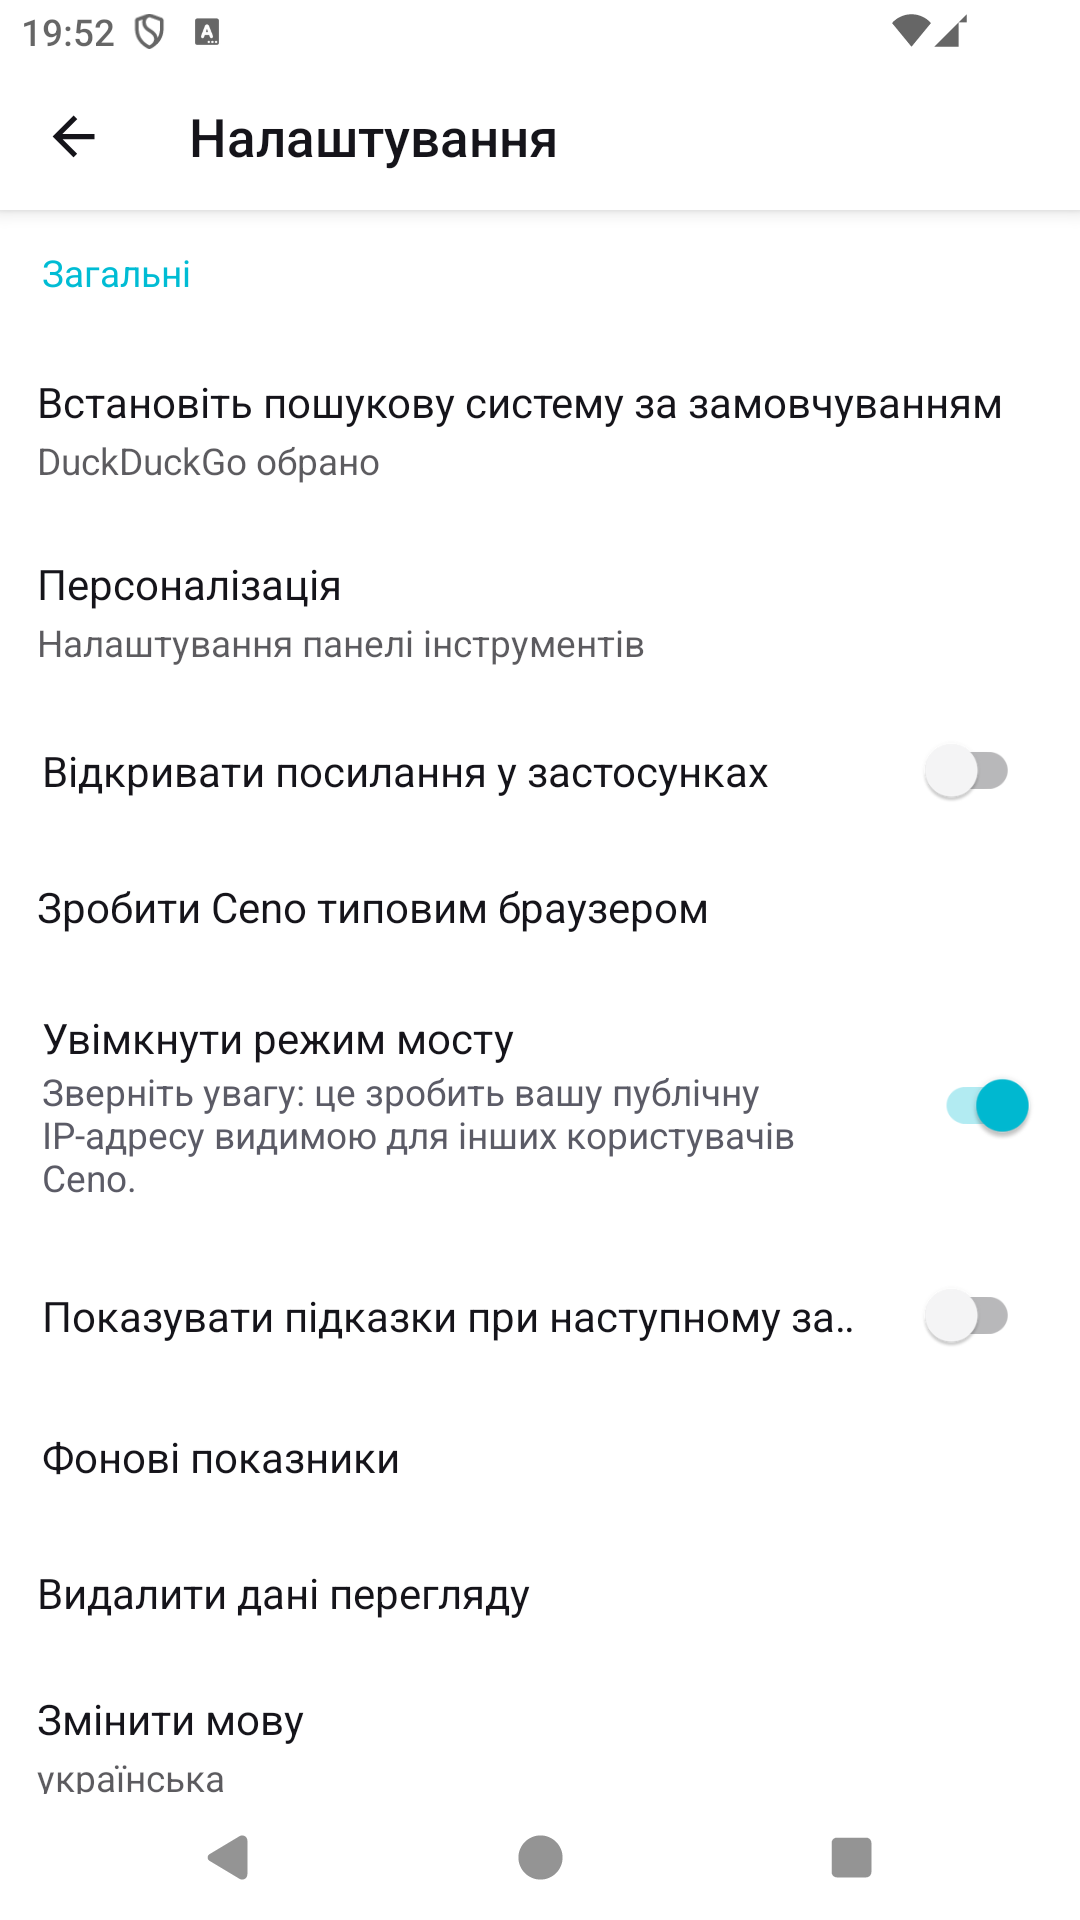 19:52
Налаштування
Загальні
Встановіть пошукову систему за замовчуванням
DuckDuckGo обрано
Персоналізація
Налаштування панелі інструментів
Відкривати посилання у застосунках
Зробити Ceno типовим браузером
Увімкнути режим мосту
Зверніть увагу: це зробить вашу публічну
IP-адресу видимою для інших користувачів
Ceno.
Показувати підказки при наступному за..
Фонові показники
Видалити дані перегляду
Змінити мову
українська